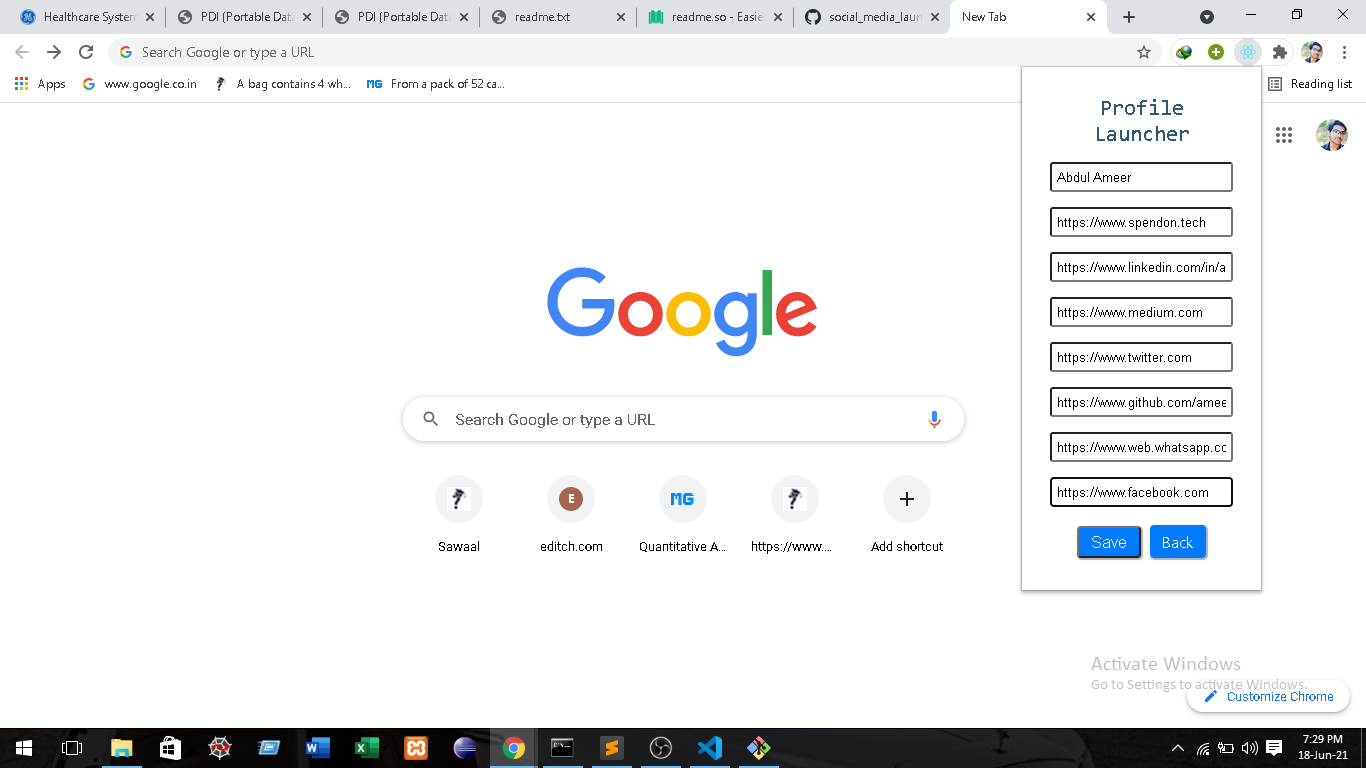 Healthcare System
PDI (Portable Data
PDI (Portable Data
readme.txt
readme.so - Easies
social_media_laun
New Tab
Search Google or type a URL
Apps
www.google.co.in
A bag contains 4 wh...
MG
From a pack of 52 ca...
Reading list
Profile
Launcher
Abdul Ameer
https://www.spendon.tech
https://www.linkedin.com/in/a
https://www.medium.com
https://www.twitter.com
https://www.github.com/amee
https://www.web.whatsapp.co
https://www.facebook.com
Save
Back
Google
Search Google or type a URL
E
MG
Sawaal
editch.com
Quantitative A...
https://www....
Add shortcut
Activate Windows
Go to Settings to activate Windows.
Customize Chrome
7:29 PM
18-Jun-21